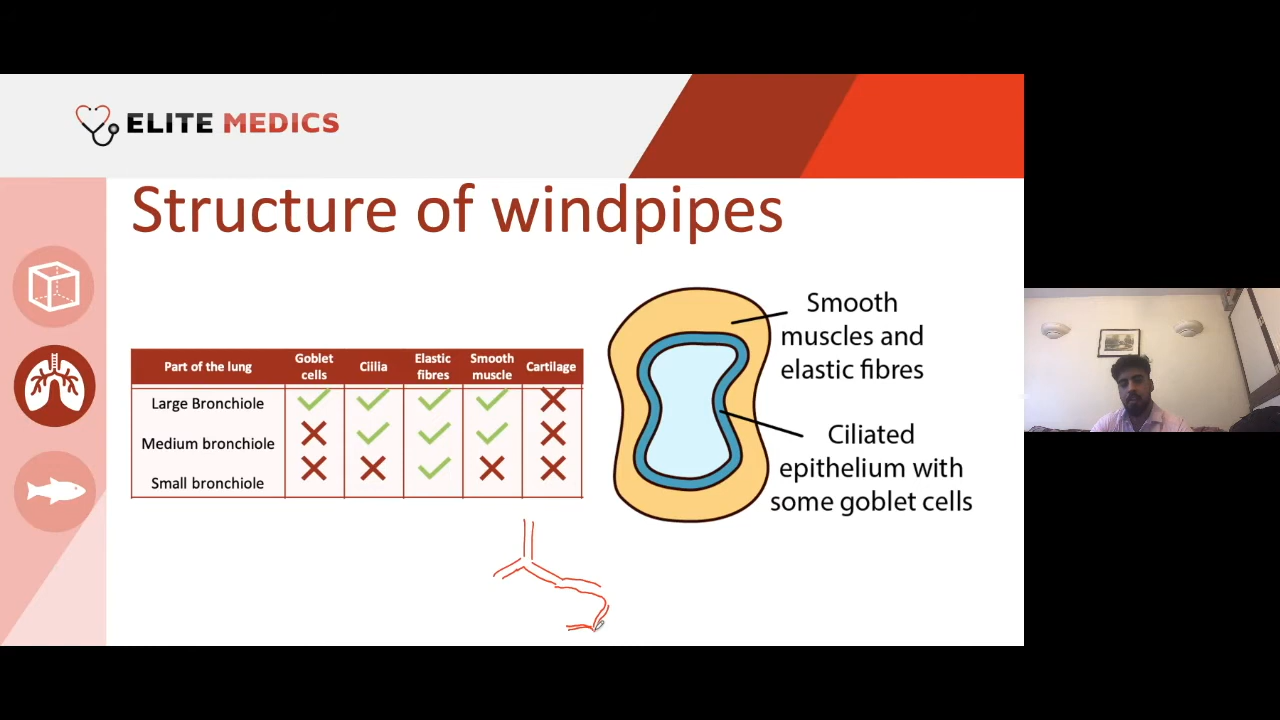 ELITE MEDICS
Structure of windpipes
Part of the lung Goblet cells Cilia Elastic fibres Smooth muscle Cartilage
Large Bronchiole
Medium bronchiole
Small bronchiole
Smooth
muscles and
elastic fibres
Ciliated
epithelium with
some goblet cells